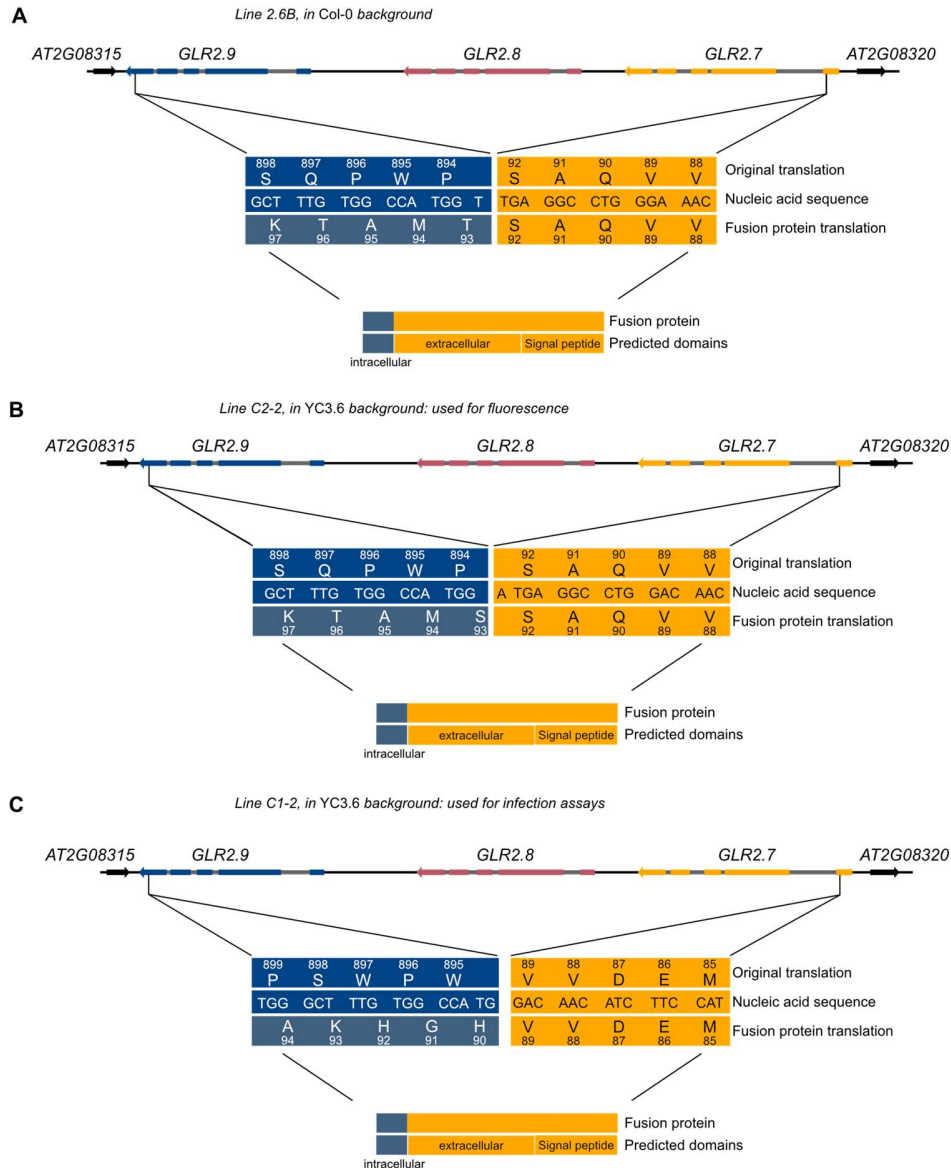 A
Line 2.6B, in Col-0 background
AT2G08315 GLR2.9 GLR2.8 GLR2.7 AT2G08320
898 897 896 895 894 92 91 90 89 88
S Q P W P S A Q V V
Original translation
GCT TTG TGG CCA TGG T TGA GGC CTG GGA AAC
Nucleic acid sequence
K T A M T S A Q V V
97 96 95 94 93 92 91 90 89 88
Fusion protein translation
Fusion protein
extracellular Signal peptide Predicted domains
intracellular
B
Line C2-2, in YC3.6 background: used for fluorescence
AT2G08315 GLR2.9 GLR2.8 GLR2.7 AT2G08320
898 897 896 895 894 92 91 90 89 88
S Q P W P S A Q V V
Original translation
GCT TTG TGG CCA TGG A TGA GGC CTG GAC AAC
Nucleic acid sequence
K T A M S S A Q V V
97 96 95 94 93 92 91 90 89 88
Fusion protein translation
Fusion protein
extracellular Signal peptide Predicted domains
intracellular
C
Line C1-2, in YC3.6 background: used for infection assays
AT2G08315 GLR2.9 GLR2.8 GLR2.7 AT2G08320
899 898 897 896 895 89 88 87 86 85
P S W P W V V D E M
Original translation
TGG GCT TTG TGG CCA TG GAC AAC ATC TTC CAT
Nucleic acid sequence
A K H G H V V D E M
94 93 92 91 90 89 88 87 86 85
Fusion protein translation
Fusion protein
extracellular Signal peptide Predicted domains
intracellular